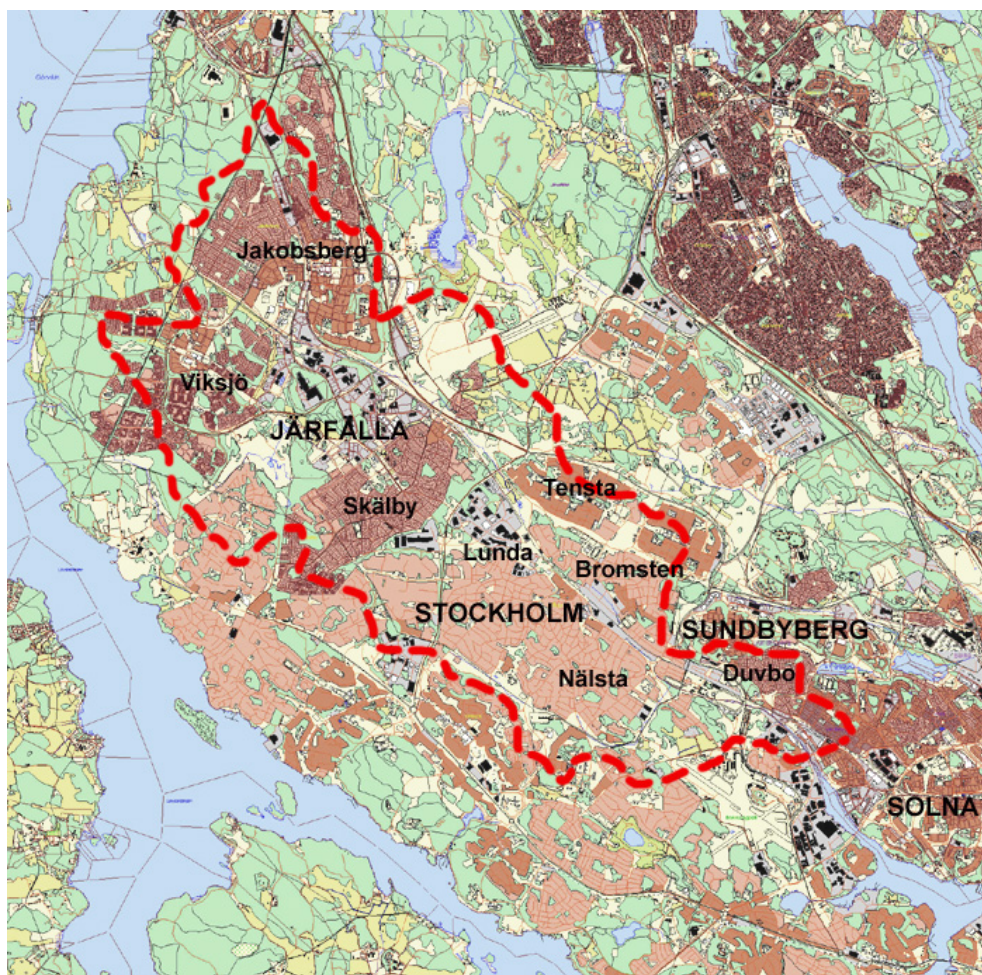 Jakobsberg
Viksjö
JÄRFÄLLA
Tensta
Skälby
Lunda
Bromsten
STOCKHOLM
SUNDBYBERG
Duvbo
Nälsta
SOLNA